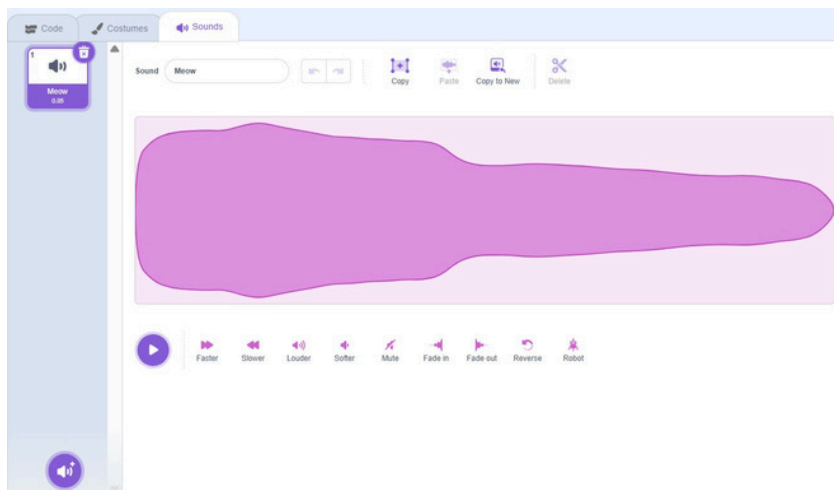 Code Costumes Sounds
1
Meow
0.85
Sound Meow
Copy Paste Copy to New Delete
Faster Slower Louder Softer Mute Fade in Fade out Reverse Robot